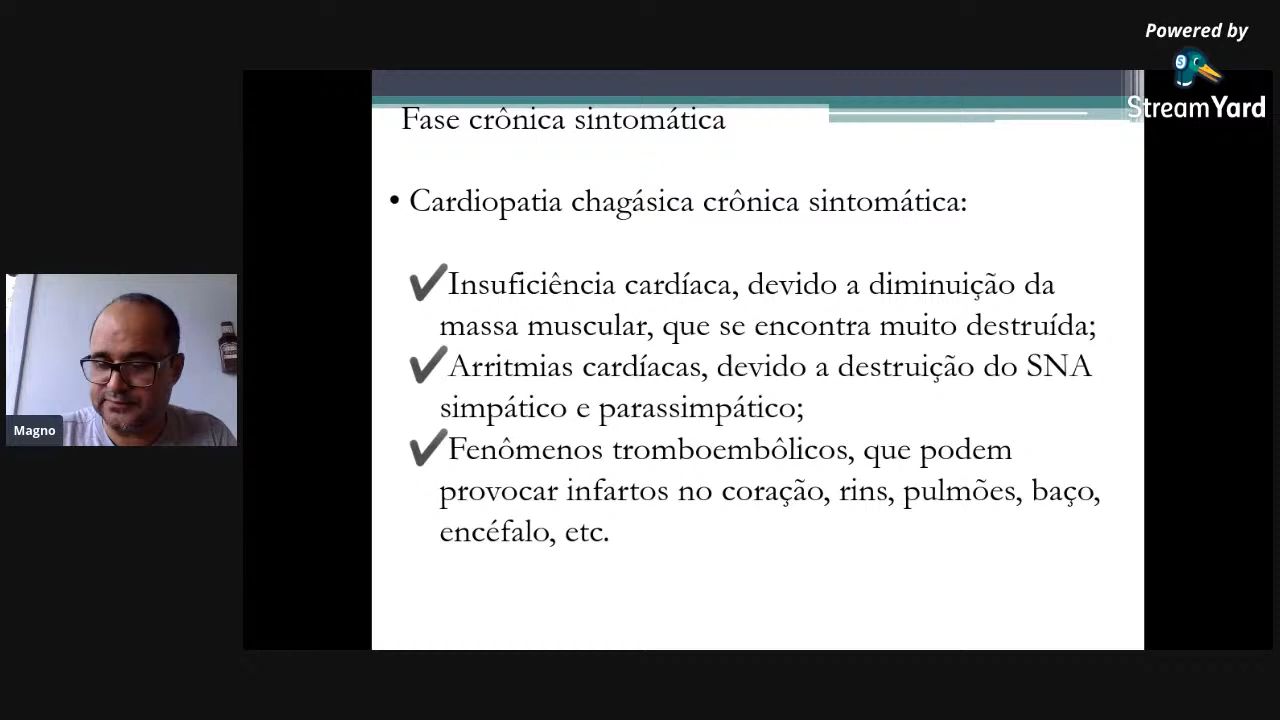 Powered by
StreamYard
Fase crônica sintomática
• Cardiopatia chagásica crônica sintomática:
✔Insuficiência cardíaca, devido a diminuição da
massa muscular, que se encontra muito destruída;
✔Arritmias cardíacas, devido a destruição do SNA
simpático e parassimpático;
✔Fenômenos tromboembôlicos, que podem
provocar infartos no coração, rins, pulmões, baço,
encéfalo, etc.
Magno